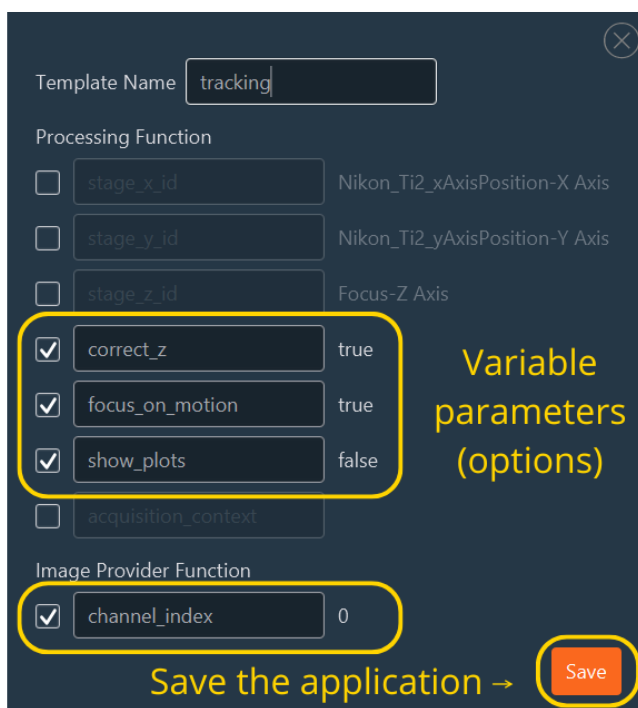 Template Name tracking
Processing Function
stage_x_id Nikon_Ti2_xAxisPosition-X Axis
stage_y_id Nikon_Ti2_yAxisPosition-Y Axis
stage_z_id Focus-Z Axis
correct_z true
focus_on_motion true
show_plots false
Variable
parameters
(options)
acquisition_context
Image Provider Function
channel_index 0
Save the application → Save